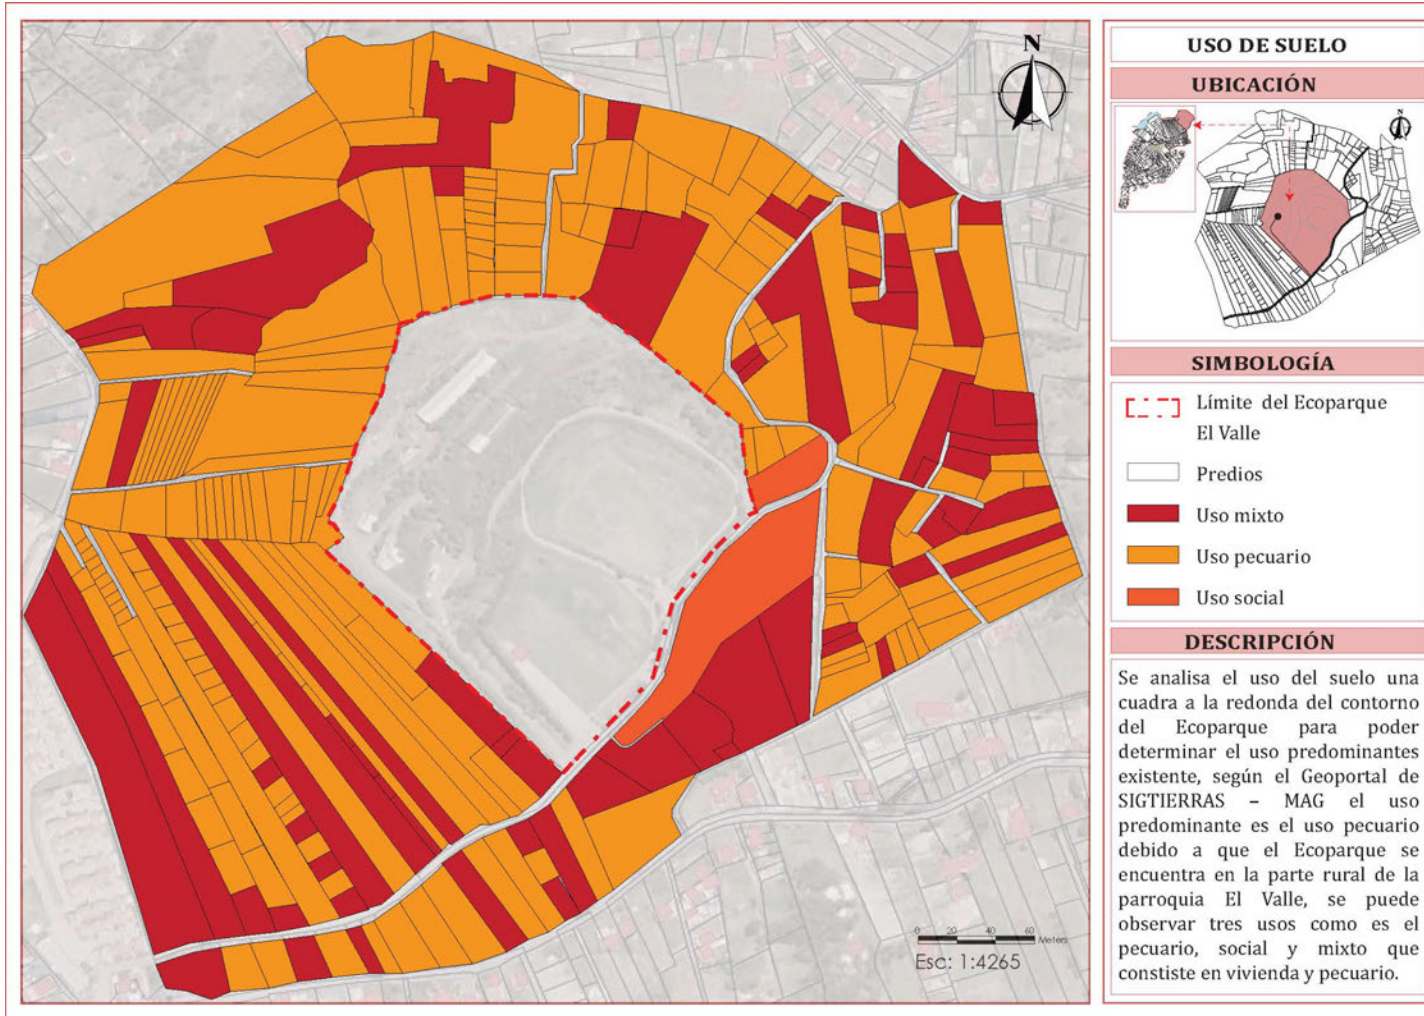 N
0 20 40 60
Meters
Esc: 1:4265
USO DE SUELO
UBICACIÓN
N
SIMBOLOGÍA
Límite del Ecoparque
El Valle
Predios
Uso mixto
Uso pecuario
Uso social
DESCRIPCIÓN
Se analisa el uso del suelo una
cuadra a la redonda del contorno
del Ecoparque para poder
determinar el uso predominantes
existente, según el Geoportal de
SIGTIERRAS – MAG el uso
predominante es el uso pecuario
debido a que el Ecoparque se
encuentra en la parte rural de la
parroquia El Valle, se puede
observar tres usos como es el
pecuario, social y mixto que
constiste en vivienda y pecuario.